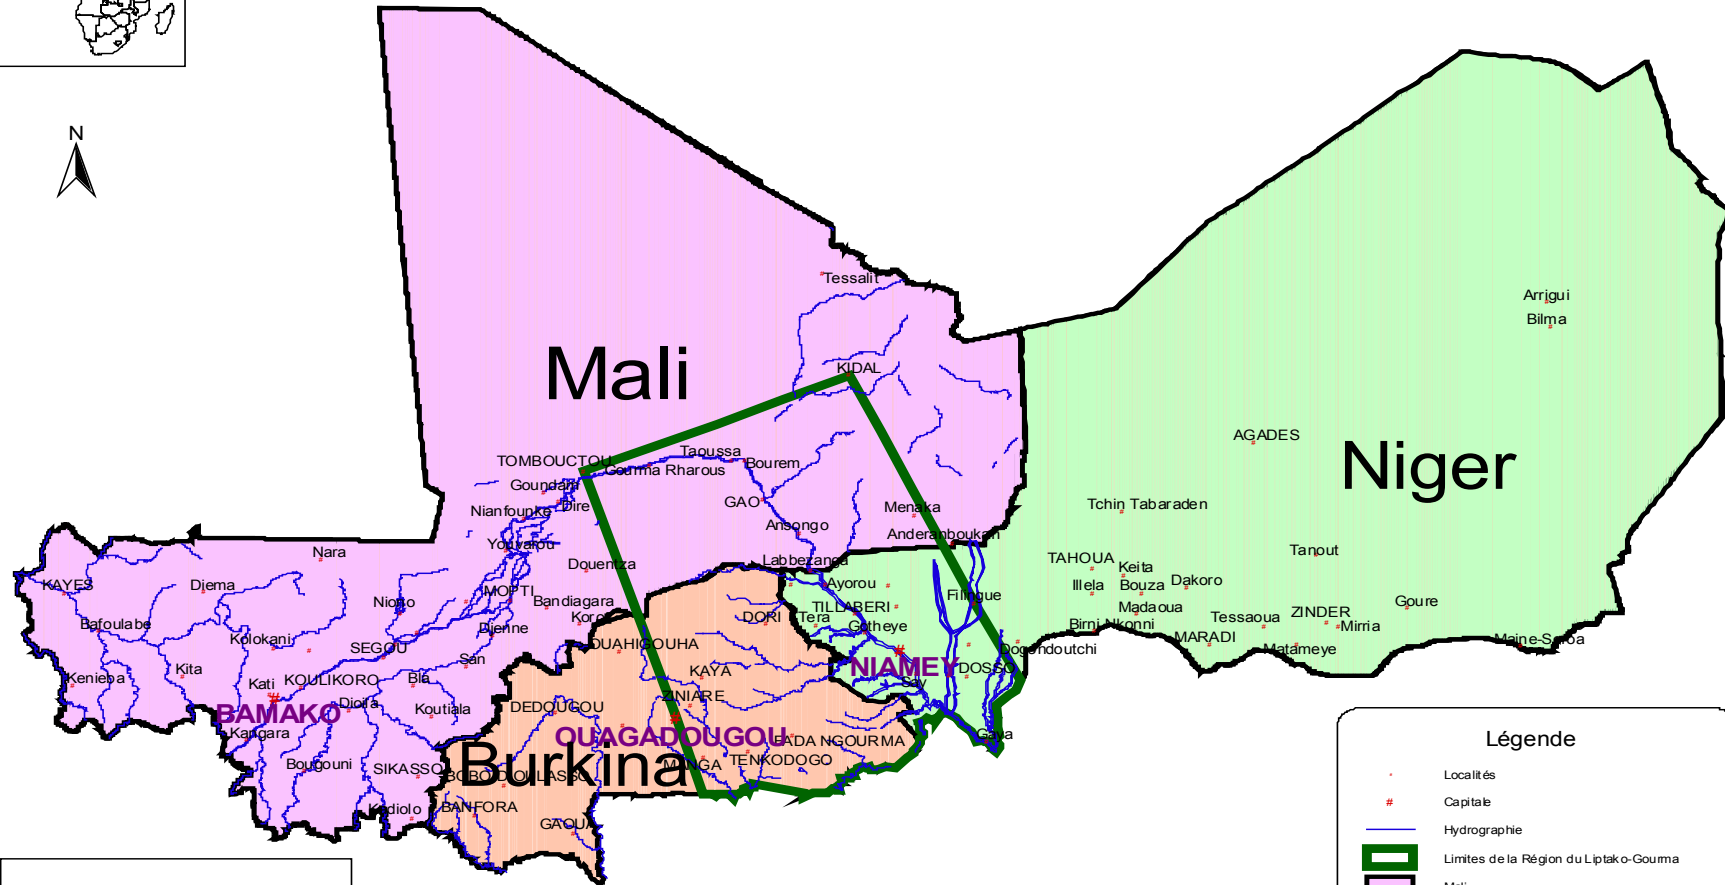 N
Tessalit
Arrigui
Bilma
Mali
KIDAL
AGADES
Niger
TOMBOUCTOU
Taoussa
Gourma Rharous
Bourem
Goundam
Dire
GAO
Menaka
Tchin Tabaraden
Nianfounke
Ansongo
Anderanboukan
Youvarou
Nara
Labbezanga
Douentza
TAHOUA
Keita
Tanout
KAYES
Diema
Niono
MOPTI
Bandiagara
Ayorou
Filingue
Illela
Bouza
Dakoro
Goure
TILLABERI
Madaoua
Bafoulabe
Koro
DORI
Tera
Gotheye
Birni Nkonni
Tessaoua
ZINDER
Mirria
Kolokani
Djenne
SEGOU
OUAHIGOUHA
Dogondoutchi
MARADI
Matameye
Maine-Soroa
San
KAYA
NIAMEY
DOSSO
Kita
Kenieba
Kati
KOULIKORO
Bla
Say
ZINIARE
Dioila
Koutiala
DEDOUGOU
BAMAKO
Kangara
OUAGADOUGOU
FADA NGOURMA
Gaya
Bougouni
SIKASSO
Burkina
BOBO-DIOULASSO
MANGA
TENKODOGO
Kadiolo
BANFORA
GAOUA
Légende
Localités
# Capitale
Hydrographie
Limites de la Région du Liptako-Gourma